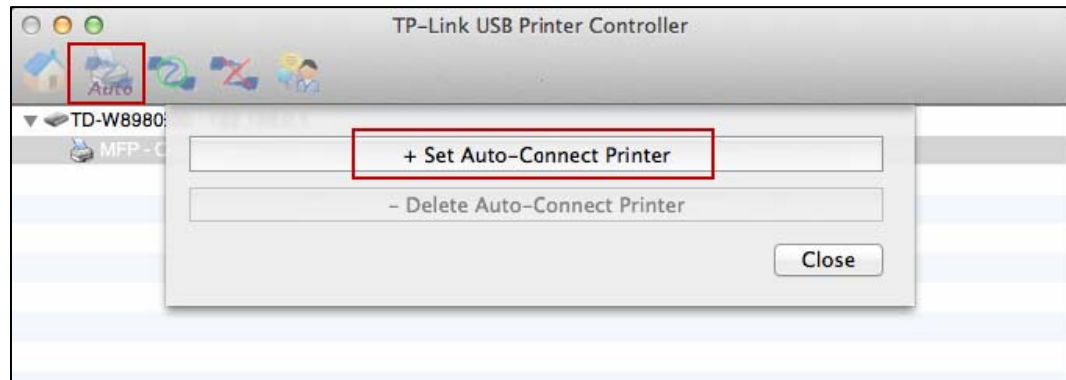 TP-Link USB Printer Controller
Auto
TD-W8980
MFP - C
+ Set Auto-Connect Printer
- Delete Auto-Connect Printer
Close